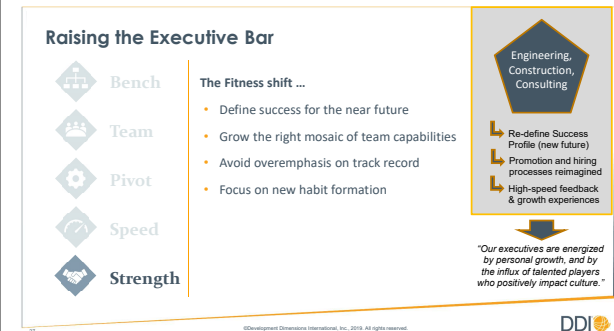 Raising the Executive Bar
Bench
Team
Pivot
Speed
Strength
The Fitness shift ...
• Define success for the near future
• Grow the right mosaic of team capabilities
• Avoid overemphasis on track record
• Focus on new habit formation
Engineering,
Construction,
Consulting
Re-define Success
Profile (new future)
Promotion and hiring
processes reimagined
High-speed feedback
& growth experiences
"Our executives are energized
by personal growth, and by
the influx of talented players
who positively impact culture."
©Development Dimensions International, Inc., 2019. All rights reserved.
DDI